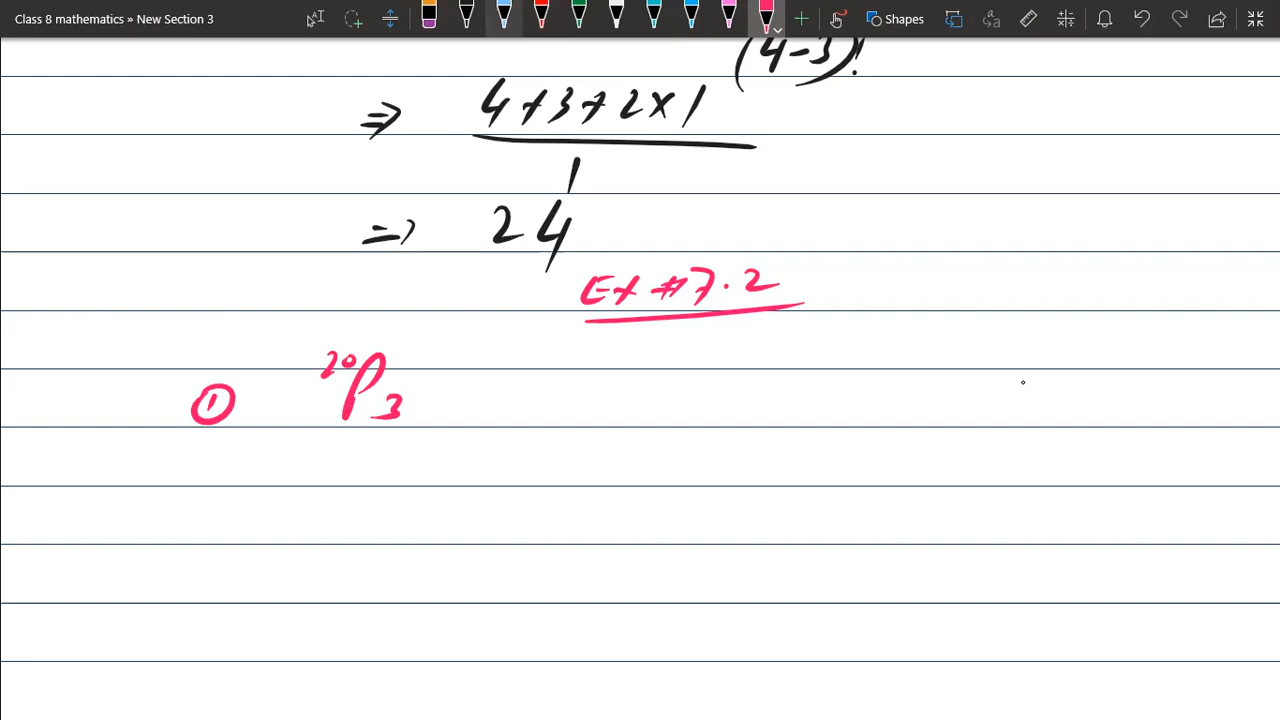 Class 8 mathematics » New Section 3
Shapes
(4-3)!
⇒ 4+3+2×1
1
⇒ 24
Ex #7.2
① ²⁰P₃